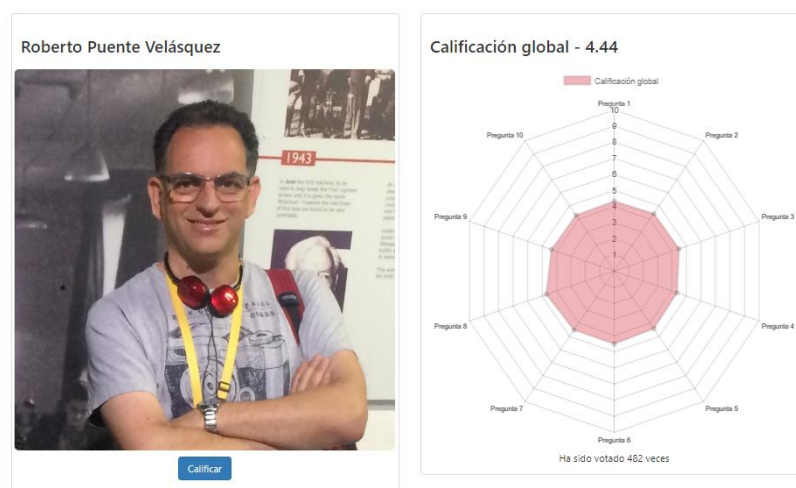 Roberto Puente Velásquez
1943
Calificar
Calificación global - 4.44
Calificación global
Pregunta 1
Pregunta 2
Pregunta 3
Pregunta 4
Pregunta 5
Pregunta 6
Pregunta 7
Pregunta 8
Pregunta 9
Pregunta 10
10
9
8
7
6
5
4
3
2
1
Ha sido votado 482 veces